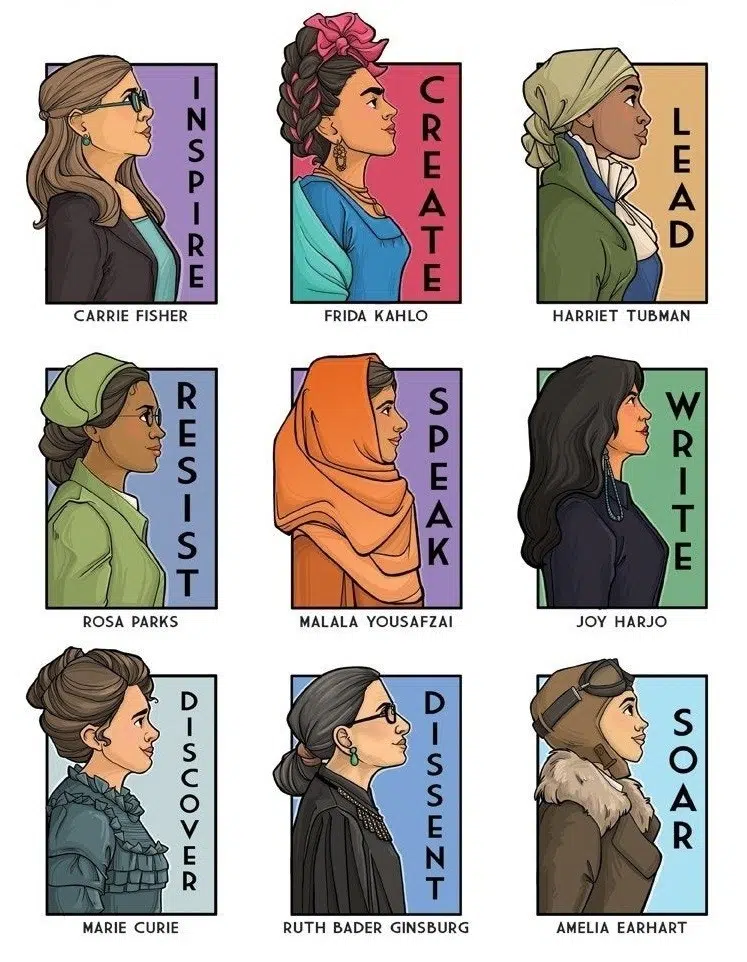 INSPIRE
CREATE
LEAD
CARRIE FISHER
FRIDA KAHLO
HARRIET TUBMAN
RESIST
SPEAK
WRITE
ROSA PARKS
MALALA YOUSAFZAI
JOY HARJO
DISCOVER
DISSENT
SOAR
MARIE CURIE
RUTH BADER GINSBURG
AMELIA EARHART